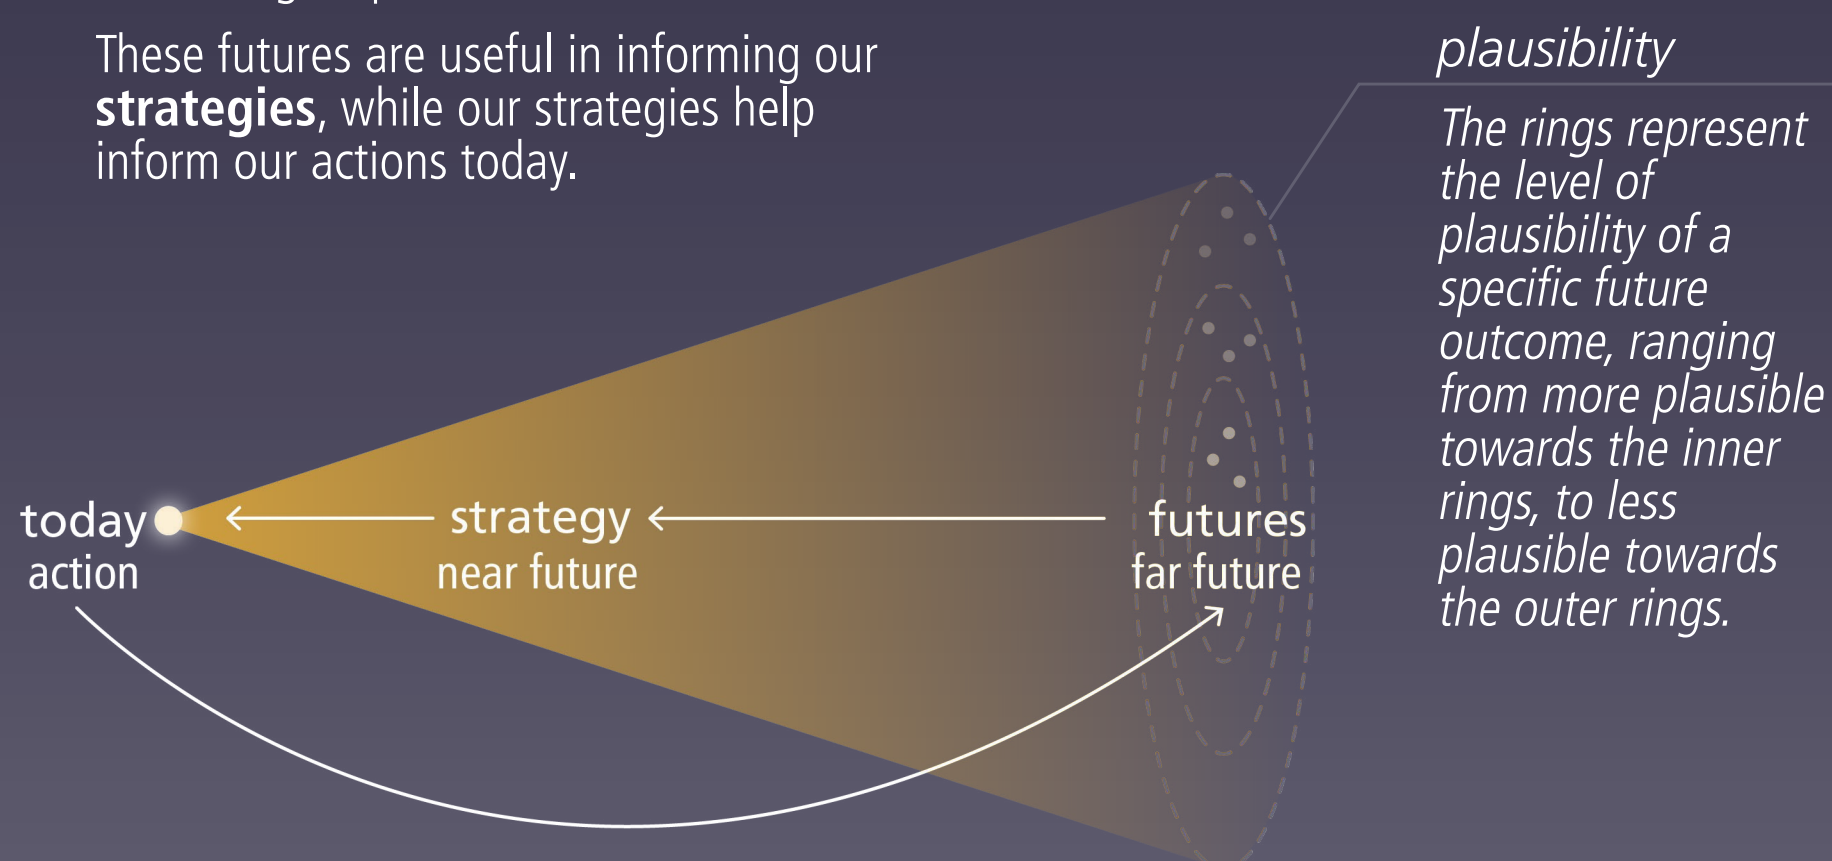 These futures are useful in informing our
strategies, while our strategies help
inform our actions today.
plausibility
The rings represent
the level of
plausibility of a
specific future
outcome, ranging
from more plausible
towards the inner
rings, to less
plausible towards
the outer rings.
today
action
strategy
near future
futures
far future